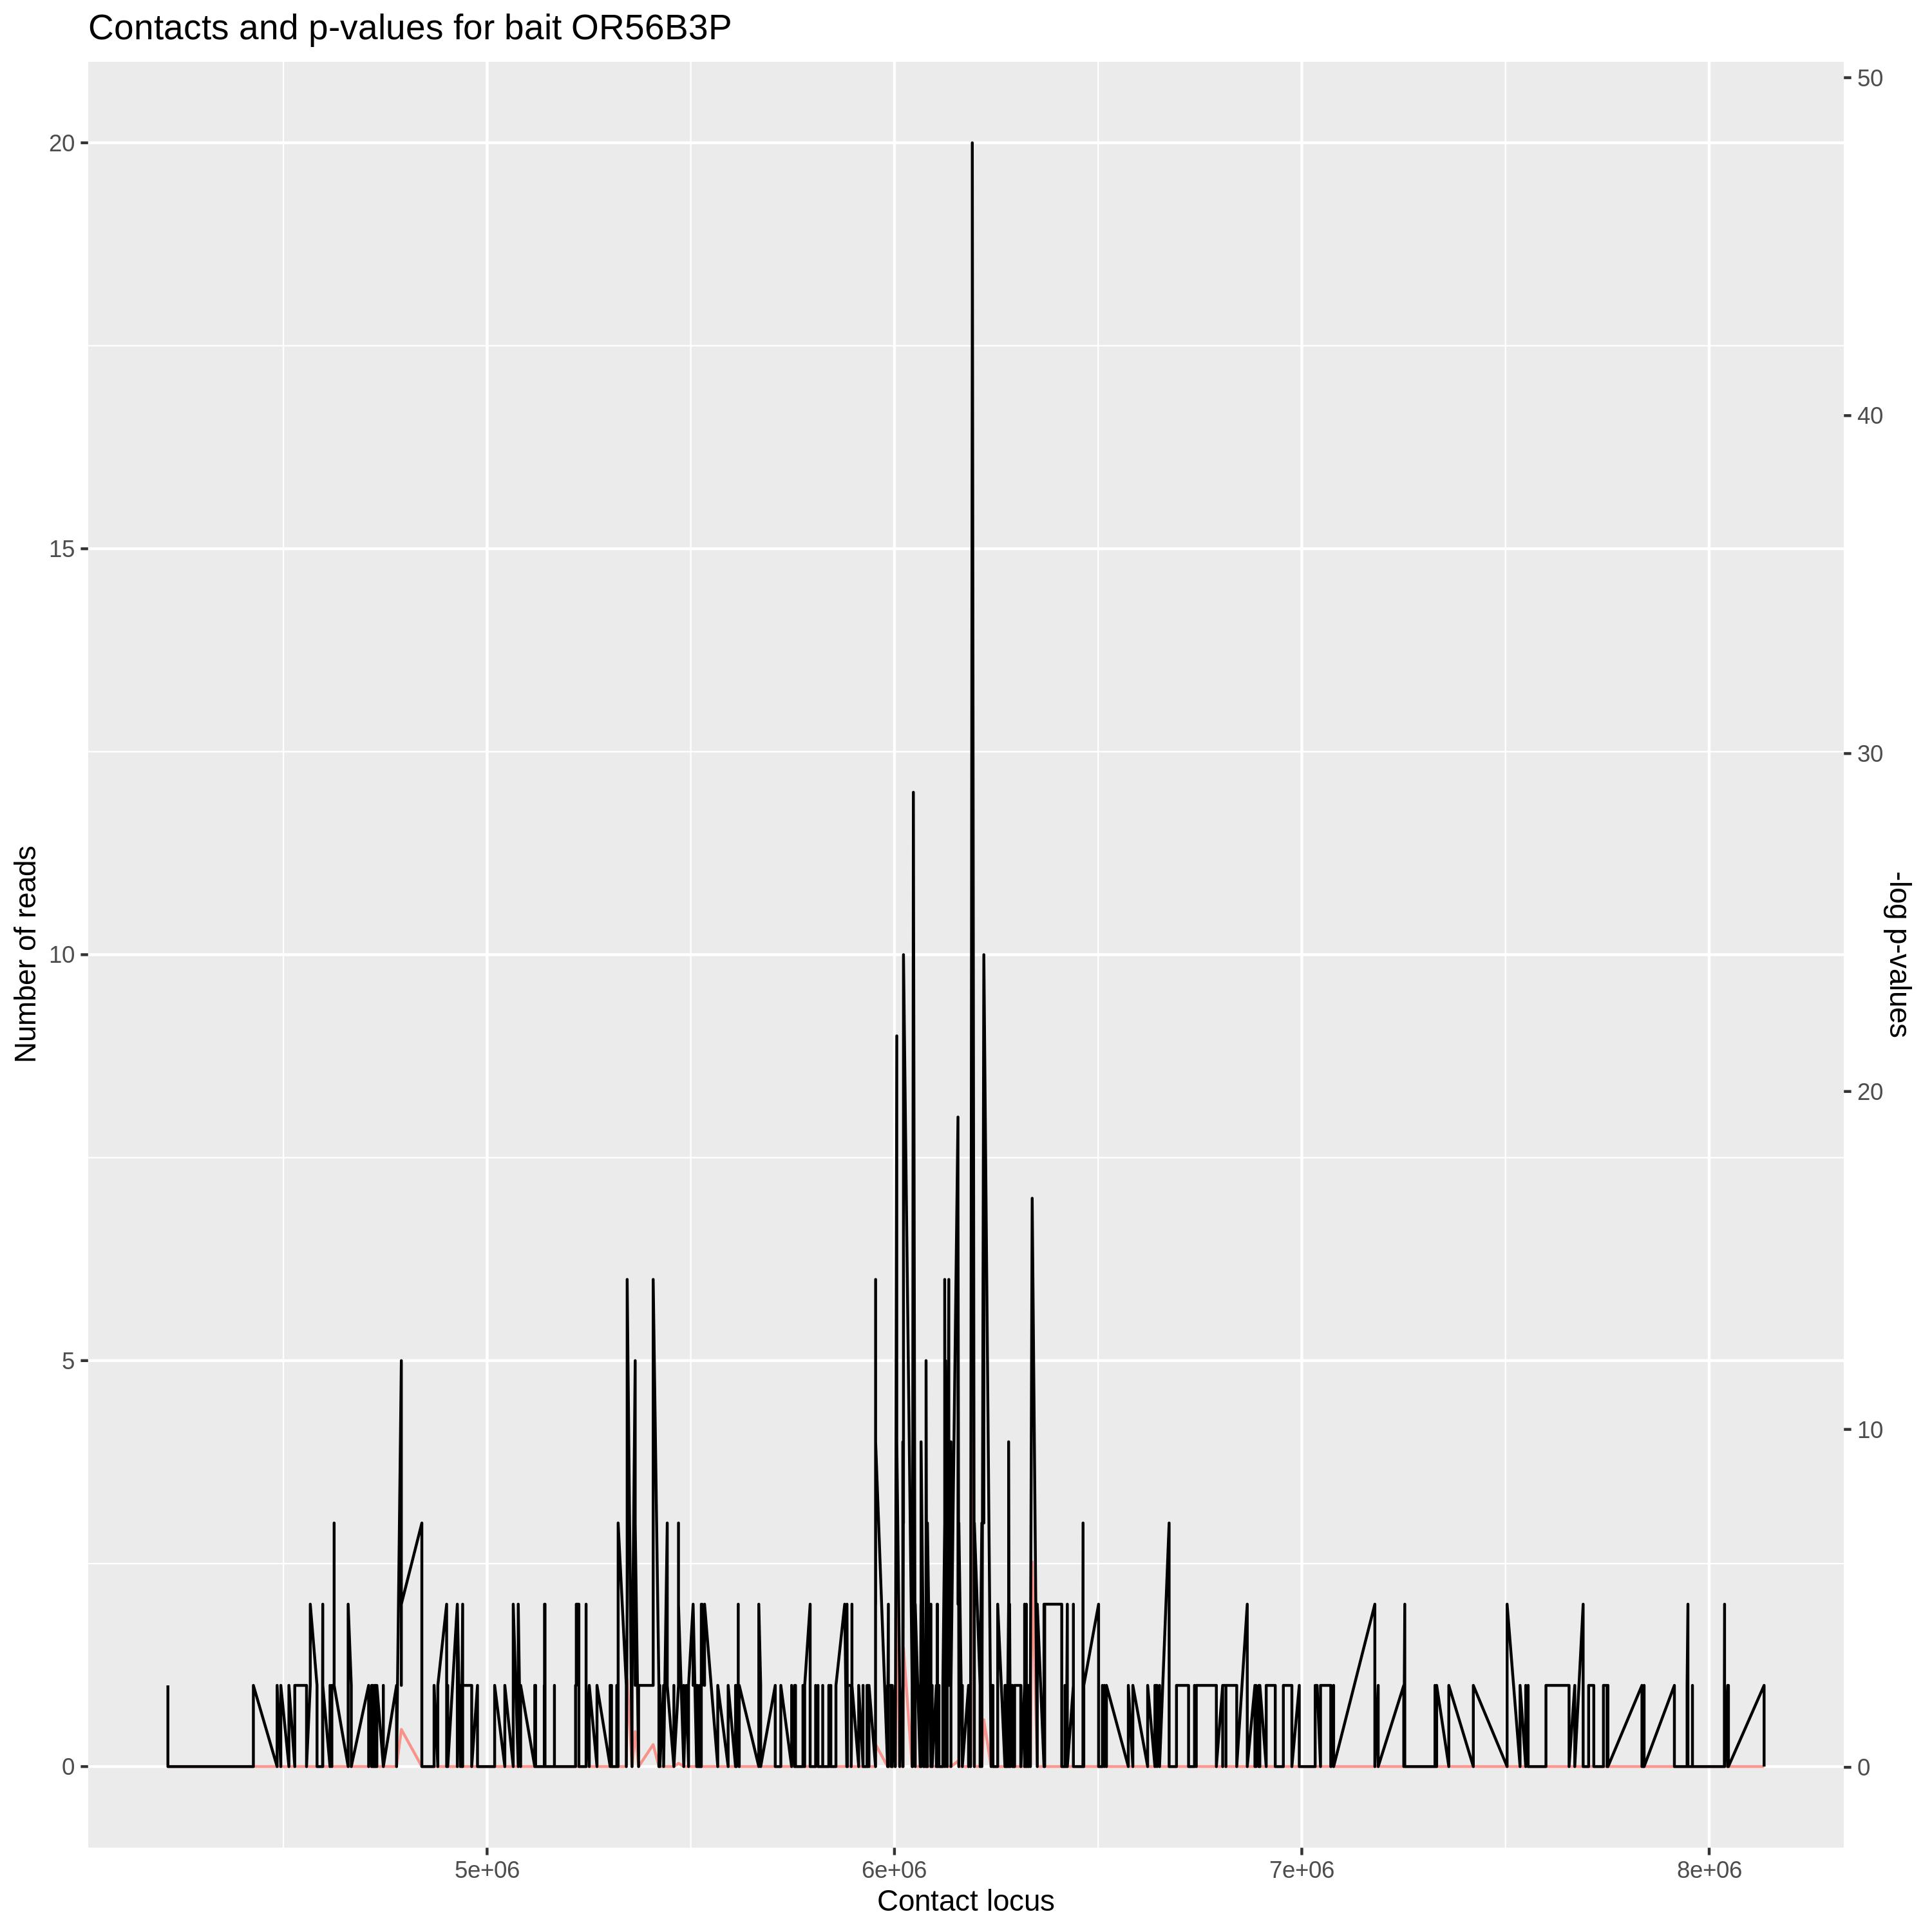 Contacts and p-values for bait OR56B3P
50
20
40
15
30
Number of reads
10
-log p-values
20
5
10
0
0
5e+06
6e+06
7e+06
8e+06
Contact locus